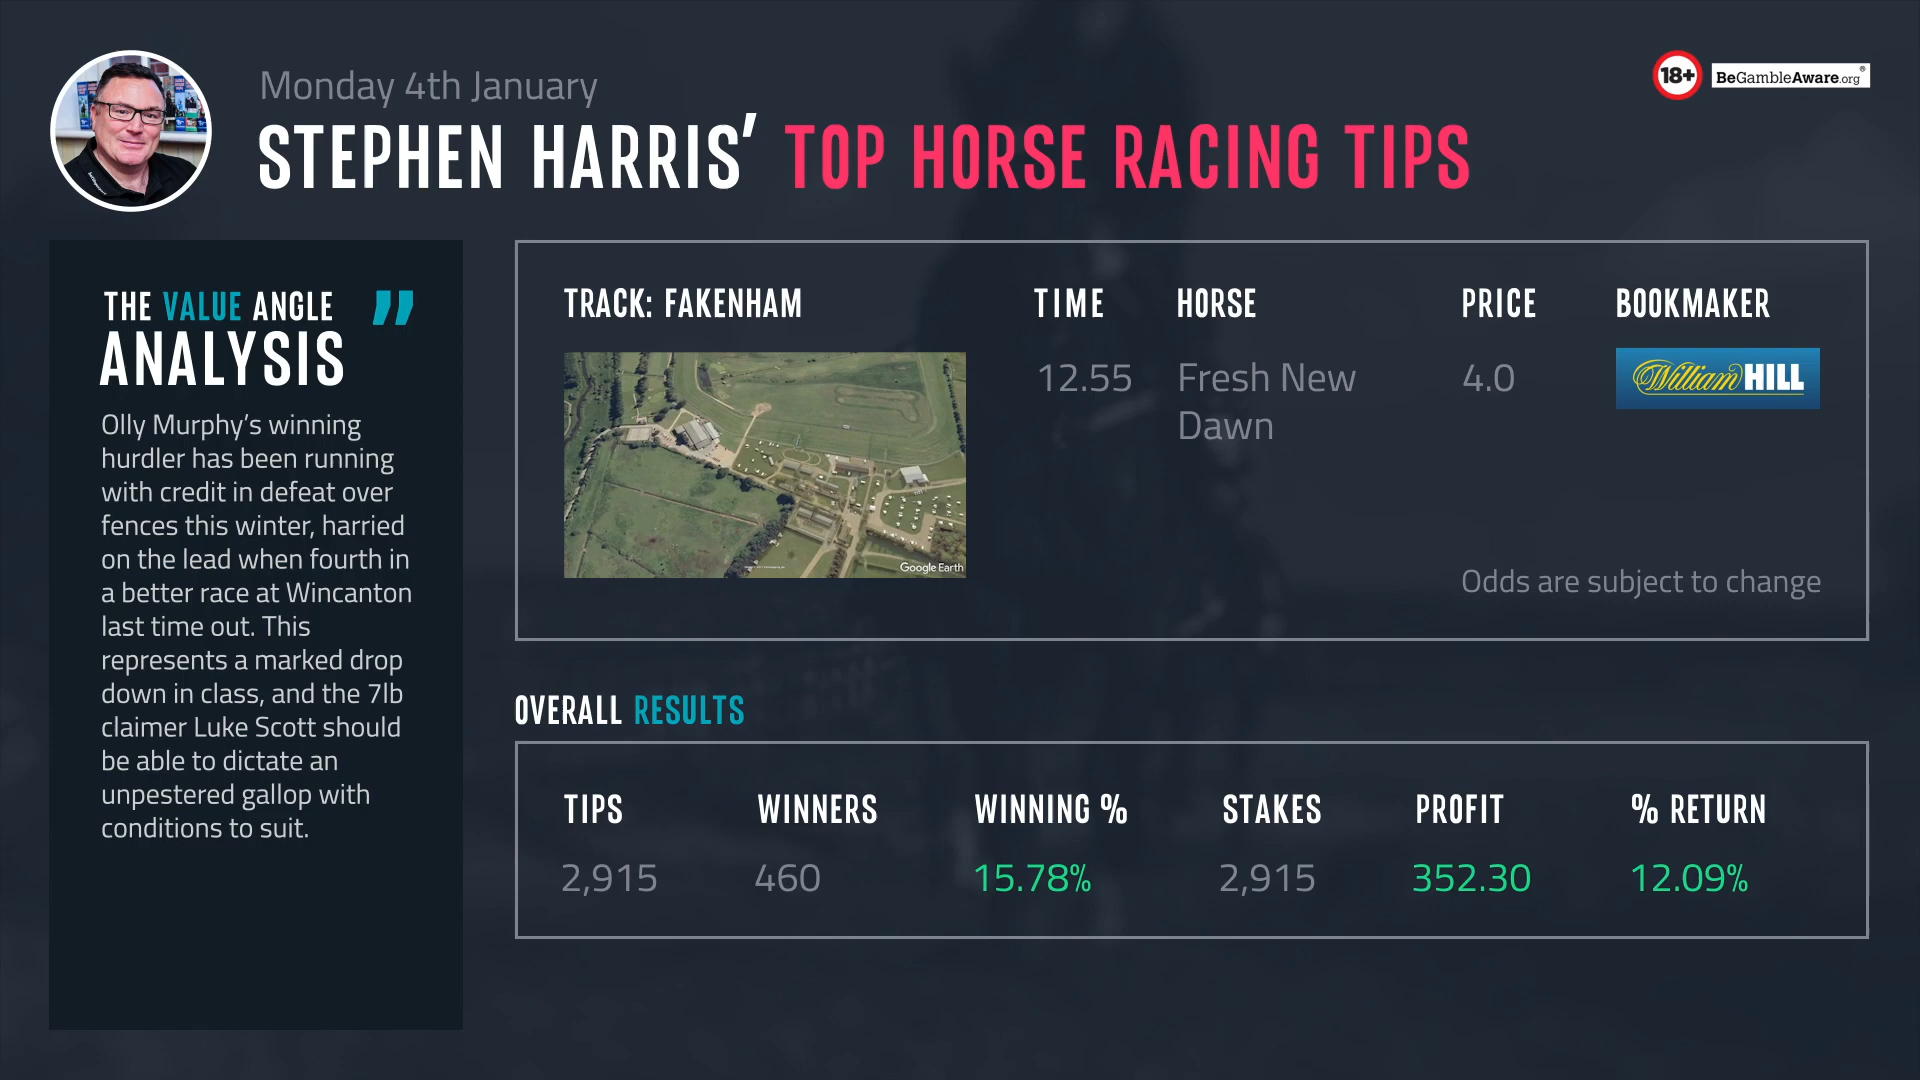 Monday 4th January
STEPHEN HARRIS' TOP HORSE RACING TIPS
18+
BeGambleAware.org®
THE VALUE ANGLE
ANALYSIS
"
Olly Murphy's winning
hurdler has been running
with credit in defeat over
fences this winter, harried
on the lead when fourth in
a better race at Wincanton
last time out. This
represents a marked drop
down in class, and the 7lb
claimer Luke Scott should
be able to dictate an
unpestered gallop with
conditions to suit.
TRACK: FAKENHAM TIME HORSE PRICE BOOKMAKER
12.55 Fresh New 4.0 William HILL
Dawn
Google Earth
Odds are subject to change
OVERALL RESULTS
TIPS WINNERS WINNING % STAKES PROFIT % RETURN
2,915 460 15.78% 2,915 352.30 12.09%